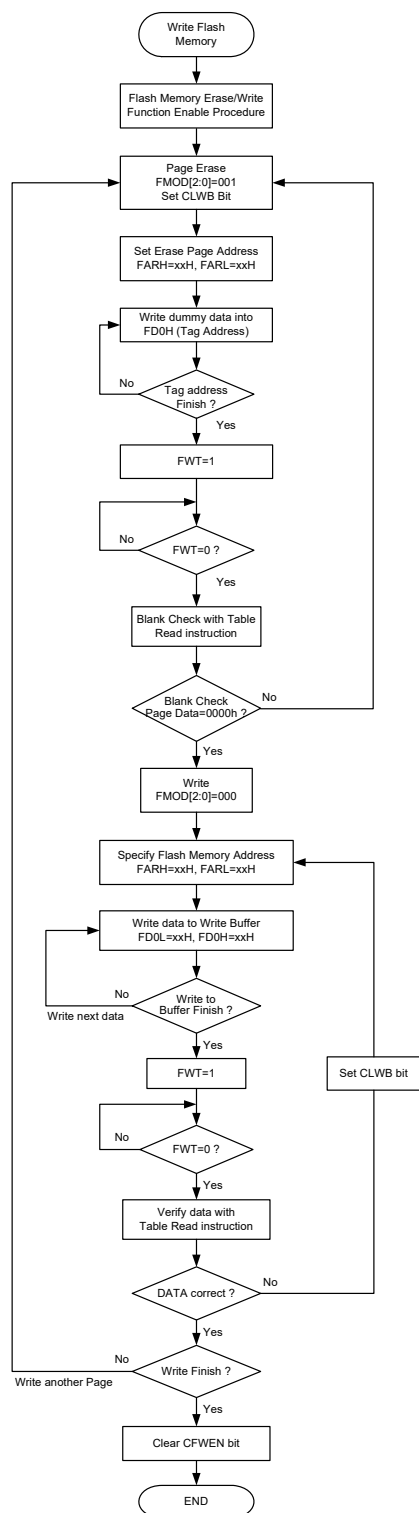 Write Flash
Memory
Flash Memory Erase/Write
Function Enable Procedure
Page Erase
FMOD[2:0]=001
Set CLWB Bit
Set Erase Page Address
FARH=xxH, FARL=xxH
Write dummy data into
FD0H (Tag Address)
No
Tag address
Finish ?
Yes
FWT=1
No
FWT=0 ?
Yes
Blank Check with Table
Read instruction
Blank Check
Page Data=0000h ?
No
Yes
Write
FMOD[2:0]=000
Specify Flash Memory Address
FARH=xxH, FARL=xxH
Write data to Write Buffer
FD0L=xxH, FD0H=xxH
No
Write next data
Write to
Buffer Finish ?
Yes
FWT=1
Set CLWB bit
No
FWT=0 ?
Yes
Verify data with
Table Read instruction
DATA correct ?
No
Yes
No
Write another Page
Write Finish ?
Yes
Clear CFWEN bit
END